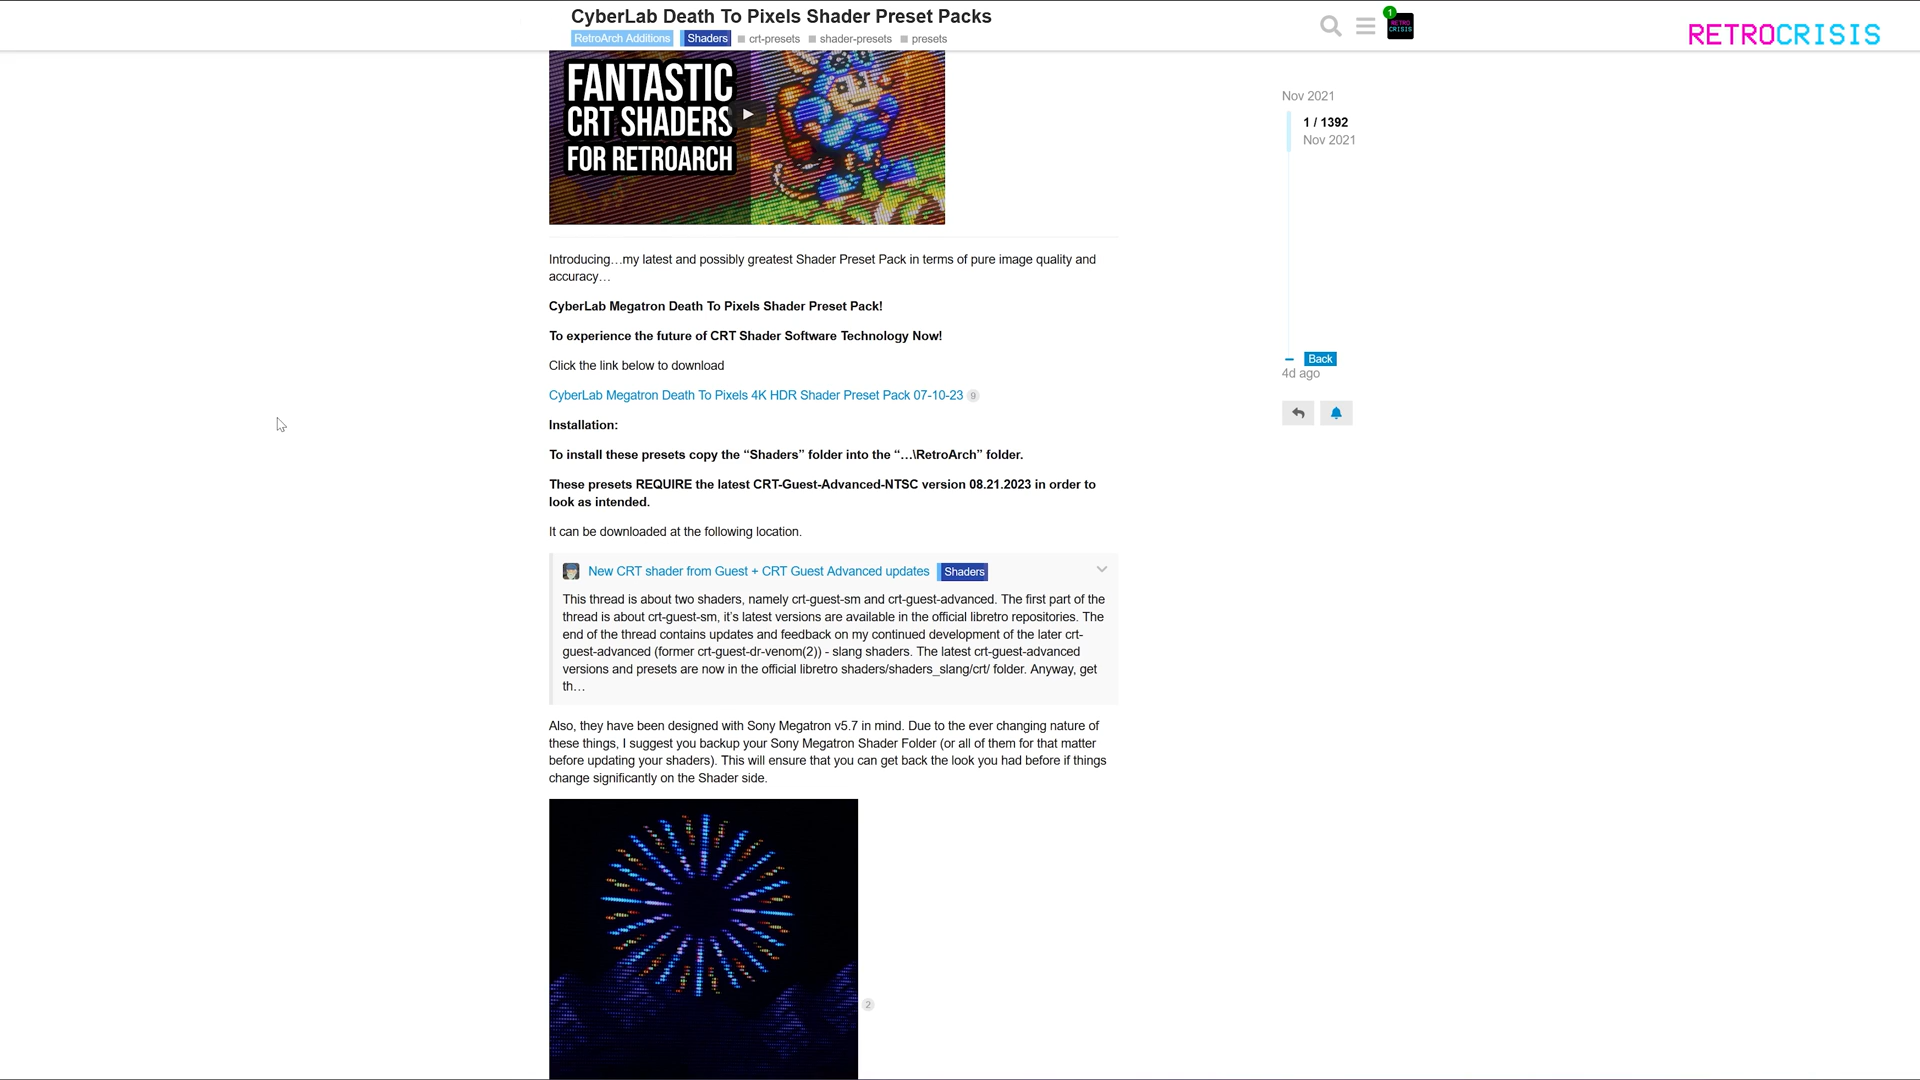 CyberLab Death To Pixels Shader Preset Packs
RetroArch Additions Shaders crt-presets shader-presets presets
1
RETRO
CRISIS
RETROCRISIS
FANTASTIC
CRT SHADERS
FOR RETROARCH
Nov 2021
1 / 1392
Nov 2021
Back
4d ago
Introducing…my latest and possibly greatest Shader Preset Pack in terms of pure image quality and
accuracy…
CyberLab Megatron Death To Pixels Shader Preset Pack!
To experience the future of CRT Shader Software Technology Now!
Click the link below to download
CyberLab Megatron Death To Pixels 4K HDR Shader Preset Pack 07-10-23 9
Installation:
To install these presets copy the “Shaders” folder into the “…\RetroArch” folder.
These presets REQUIRE the latest CRT-Guest-Advanced-NTSC version 08.21.2023 in order to
look as intended.
It can be downloaded at the following location.
New CRT shader from Guest + CRT Guest Advanced updates Shaders
This thread is about two shaders, namely crt-guest-sm and crt-guest-advanced. The first part of the
thread is about crt-guest-sm, it’s latest versions are available in the official libretro repositories. The
end of the thread contains updates and feedback on my continued development of the later crt-
guest-advanced (former crt-guest-dr-venom(2)) - slang shaders. The latest crt-guest-advanced
versions and presets are now in the official libretro shaders/shaders_slang/crt/ folder. Anyway, get
th…
Also, they have been designed with Sony Megatron v5.7 in mind. Due to the ever changing nature of
these things, I suggest you backup your Sony Megatron Shader Folder (or all of them for that matter
before updating your shaders). This will ensure that you can get back the look you had before if things
change significantly on the Shader side.
2